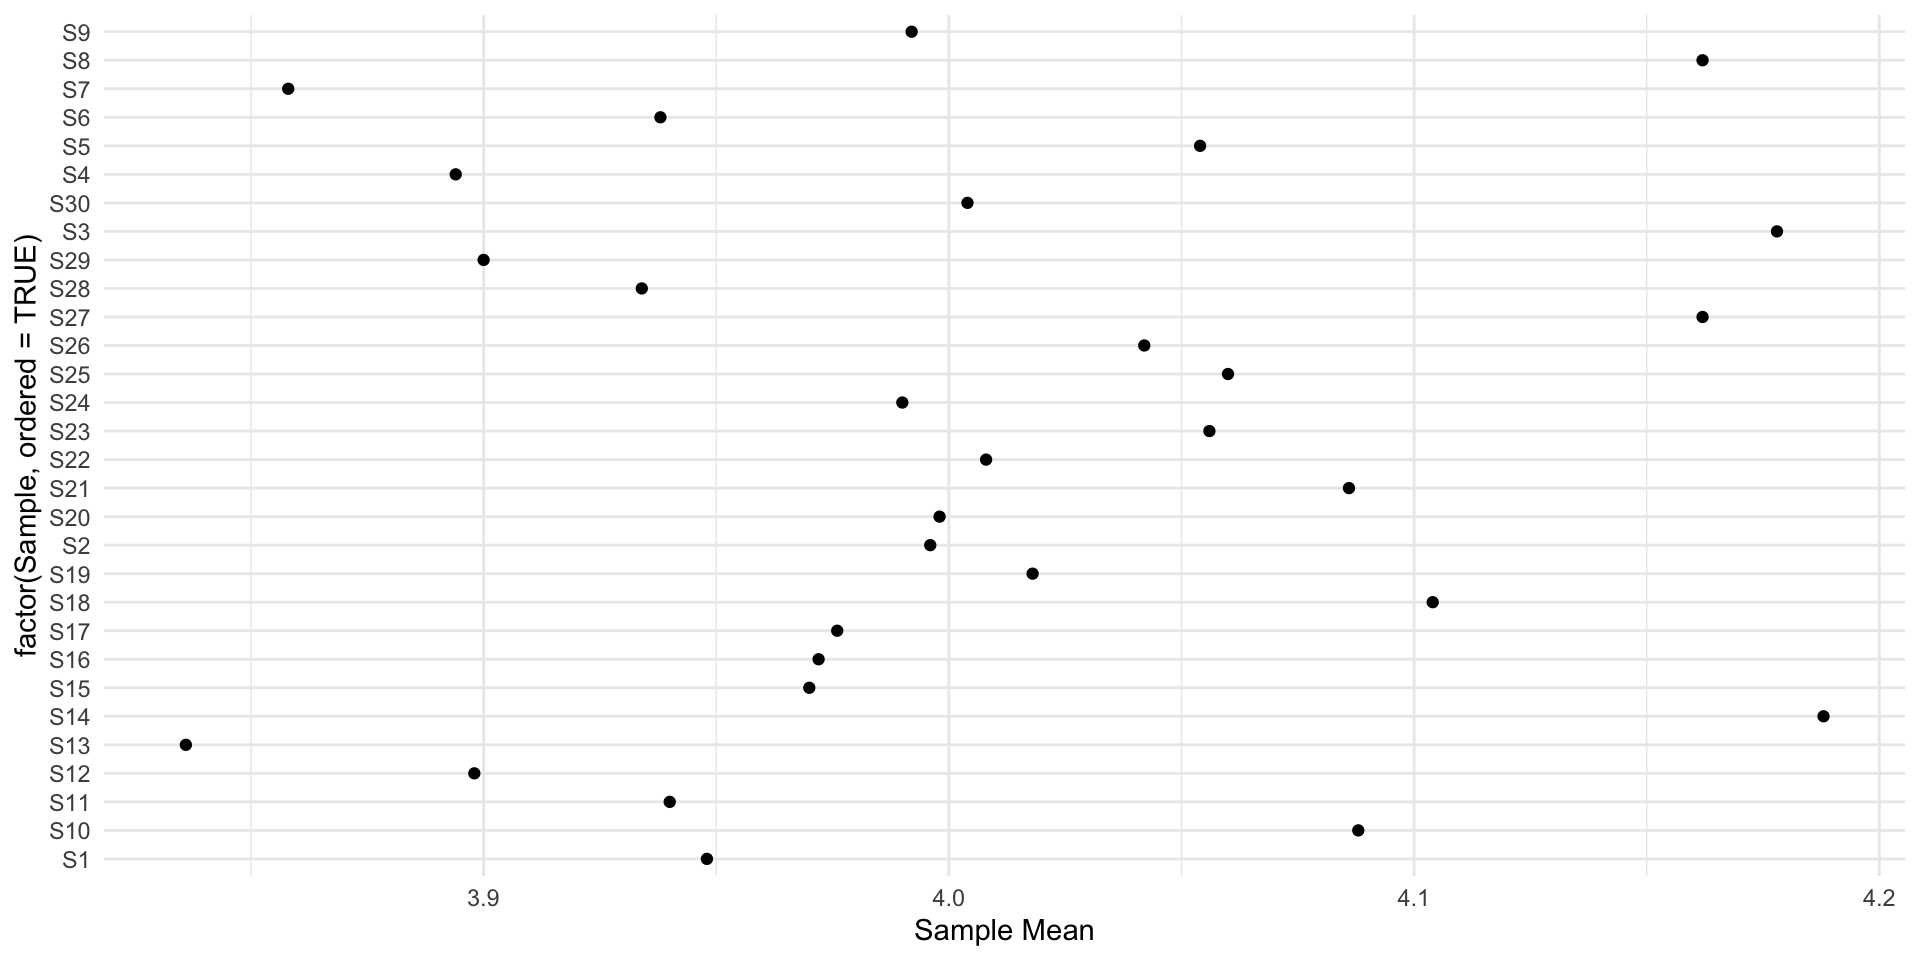 S9
S8
S7
S6
S5
S4
S30
S3
S29
S28
S27
S26
S25
S24
S23
S22
S21
S20
S2
S19
S18
S17
S16
S15
S14
S13
S12
S11
S10
S1
factor(Sample, ordered = TRUE)
3.9 4.0 4.1 4.2
Sample Mean